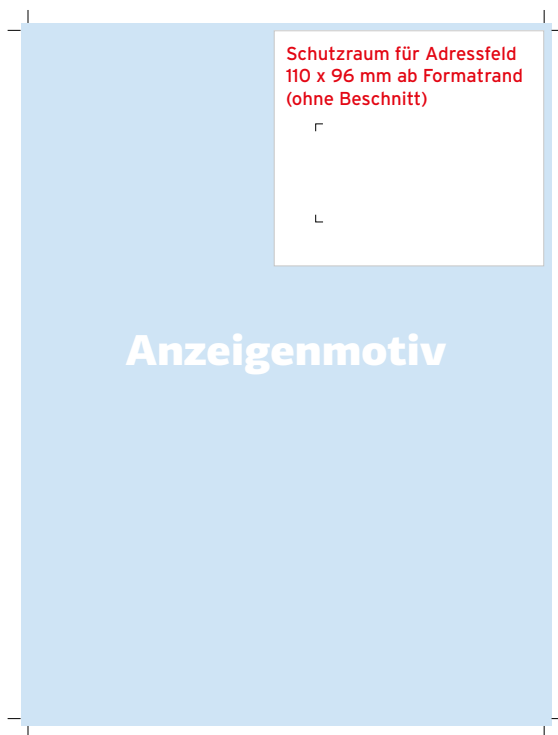 Schutzraum für Adressfeld
110 x 96 mm ab Formatrand
(ohne Beschnitt)
Anzeigenmotiv